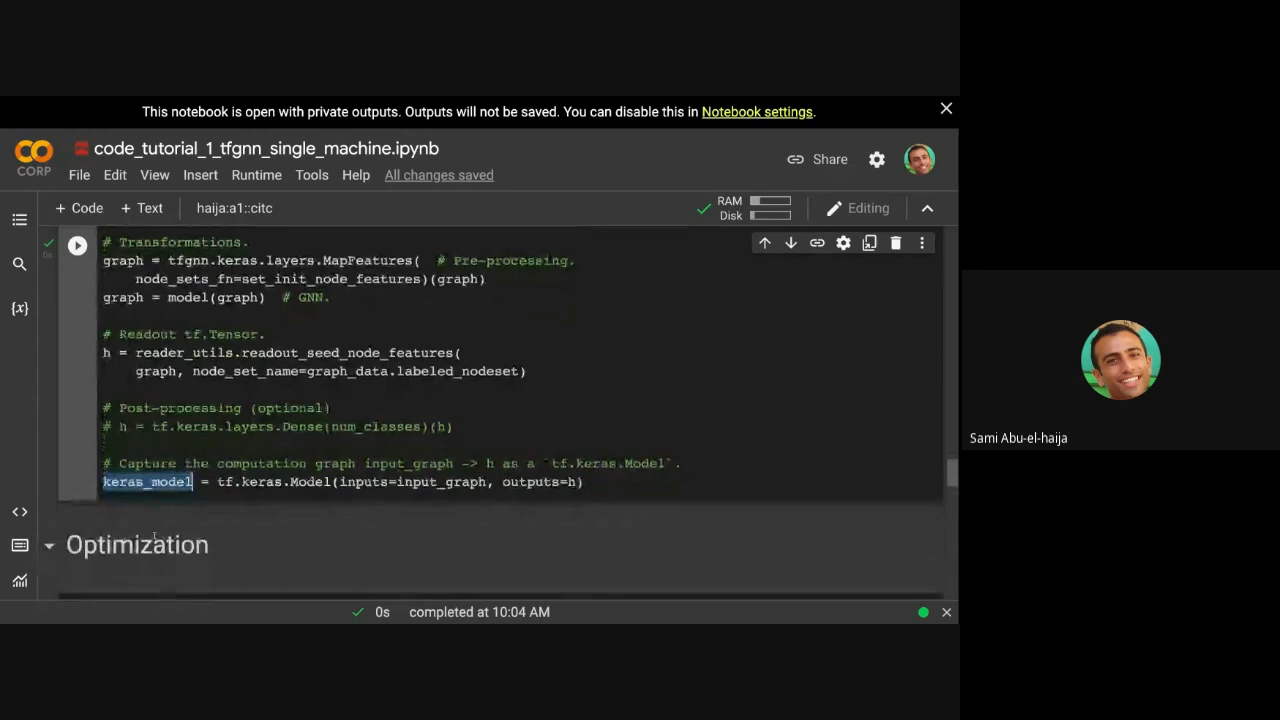 This notebook is open with private outputs. Outputs will not be saved. You can disable this in Notebook settings.
CORP
code_tutorial_1_tfgnn_single_machine.ipynb
Share
File Edit View Insert Runtime Tools Help All changes saved
+ Code + Text haija:a1::citc
RAM
Disk
Editing
{x}
0s
# Transformations.
graph = tfgnn.keras.layers.MapFeatures(  # Pre-processing.
    node_sets_fn=set_init_node_features)(graph)
graph = model(graph)  # GNN.
# Readout tf.Tensor.
h = reader_utils.readout_seed_node_features(
    graph, node_set_name=graph_data.labeled_nodeset)
# Post-processing (optional)
# h = tf.keras.layers.Dense(num_classes)(h)
# Capture the computation graph input_graph -> h as a `tf.keras.Model`.
keras_model = tf.keras.Model(inputs=input_graph, outputs=h)
Optimization
0s completed at 10:04 AM
Sami Abu-el-haija